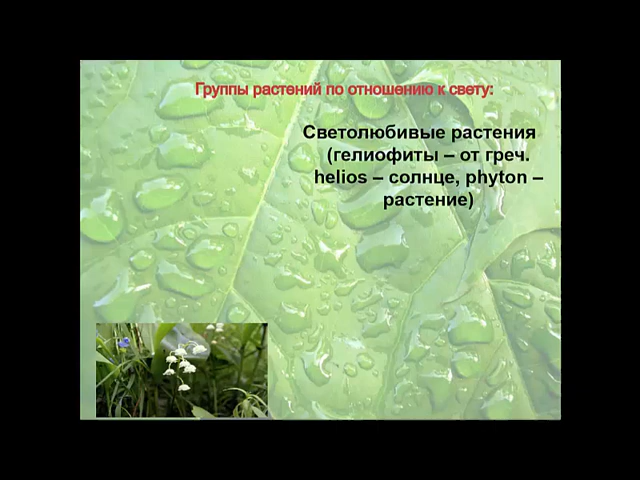 Группы растений по отношению к свету:
Светолюбивые растения
(гелиофиты – от греч.
helios – солнце, phyton –
растение)